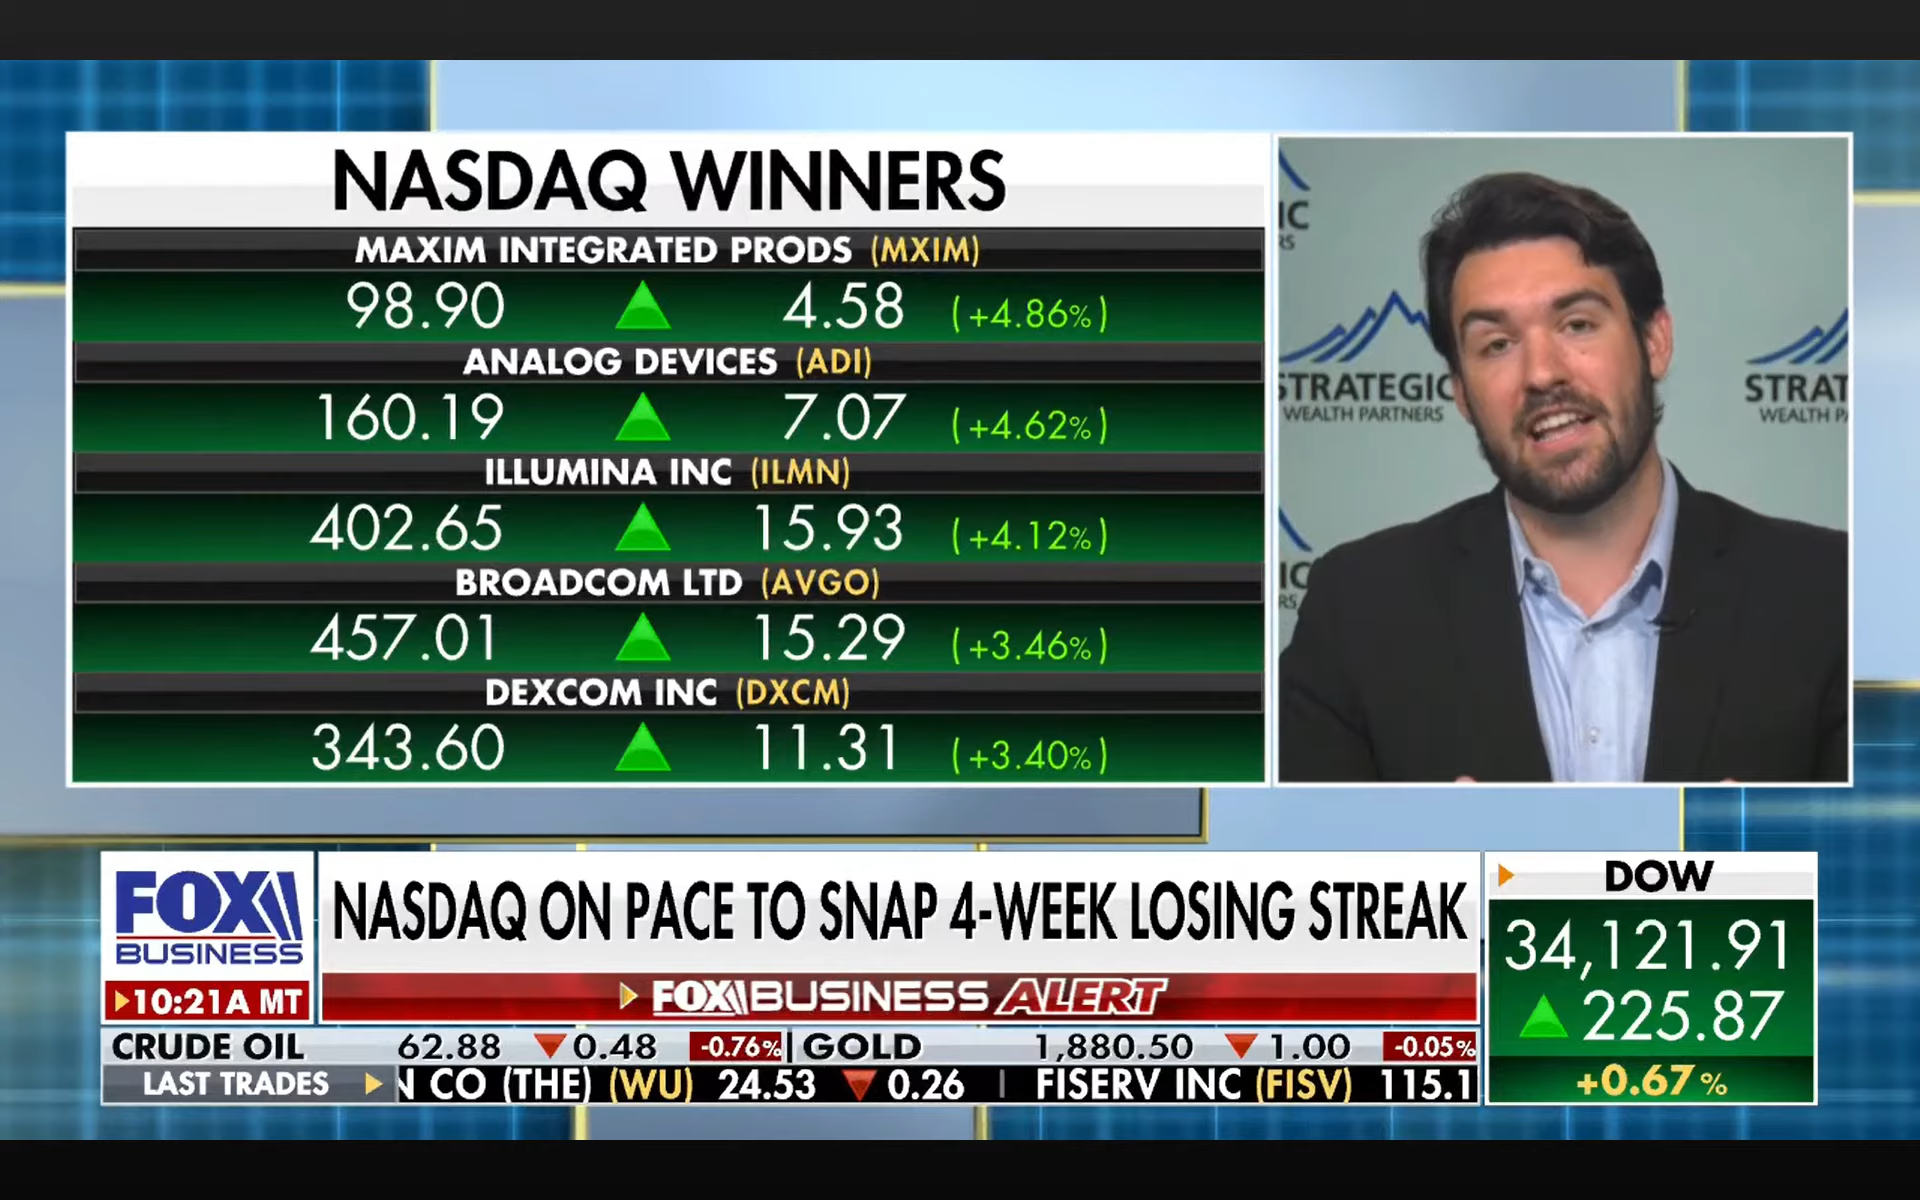 NASDAQ WINNERS
MAXIM INTEGRATED PRODS (MXIM)
98.90 ▲ 4.58 (+4.86%)
ANALOG DEVICES (ADI)
160.19 ▲ 7.07 (+4.62%)
ILLUMINA INC (ILMN)
402.65 ▲ 15.93 (+4.12%)
BROADCOM LTD (AVGO)
457.01 ▲ 15.29 (+3.46%)
DEXCOM INC (DXCM)
343.60 ▲ 11.31 (+3.40%)
IC
RS
STRATEGIC
WEALTH PARTNERS
STRAT
WEALTH P
IC
RS
FOX
BUSINESS
10:21A MT
NASDAQ ON PACE TO SNAP 4-WEEK LOSING STREAK
FOX BUSINESS ALERT
DOW
34,121.91
▲ 225.87
+0.67%
CRUDE OIL 62.88 ▼ 0.48 -0.76% | GOLD 1,880.50 ▼ 1.00 -0.05%
LAST TRADES N CO (THE) (WU) 24.53 ▼ 0.26 | FISERV INC (FISV) 115.1